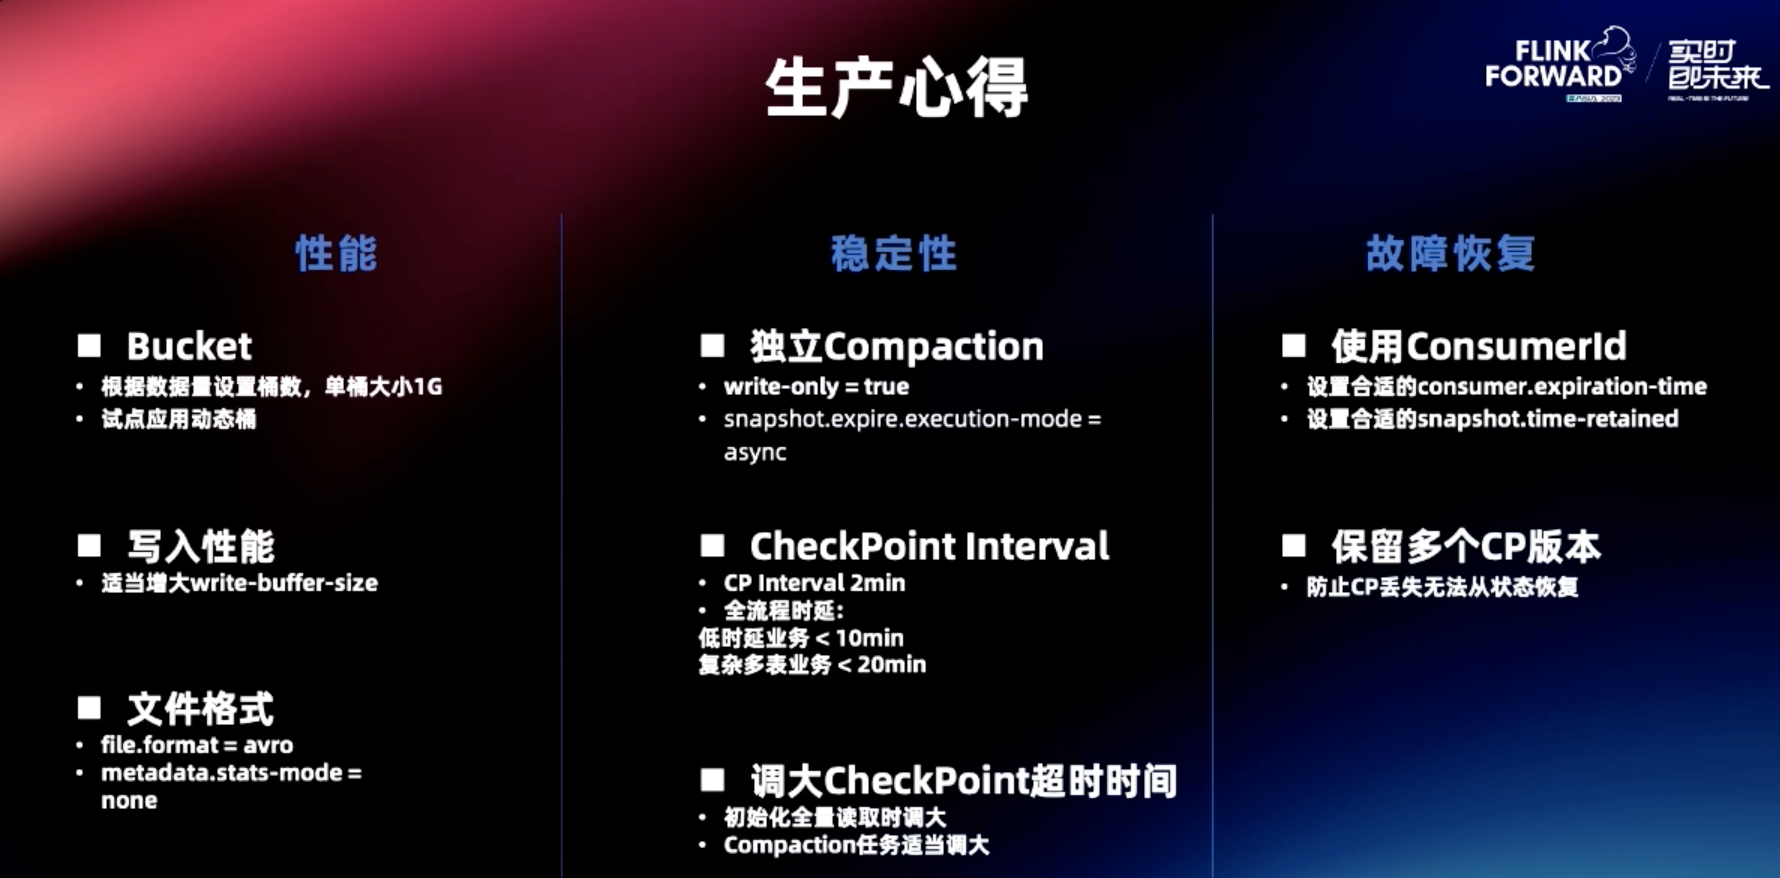 生产心得
FLINK
FORWARD
实时
即未来
REAL-TIME IS THE FUTURE
性能
■ Bucket
• 根据数据量设置桶数，单桶大小1G
• 试点应用动态桶
■ 写入性能
• 适当增大write-buffer-size
■ 文件格式
• file.format = avro
• metadata.stats-mode =
none
稳定性
■ 独立Compaction
• write-only = true
• snapshot.expire.execution-mode =
async
■ CheckPoint Interval
• CP Interval 2min
• 全流程时延：
低时延业务 < 10min
复杂多表业务 < 20min
■ 调大CheckPoint超时时间
• 初始化全量读取时调大
• Compaction任务适当调大
故障恢复
■ 使用ConsumerId
• 设置合适的consumer.expiration-time
• 设置合适的snapshot.time-retained
■ 保留多个CP版本
• 防止CP丢失无法从状态恢复